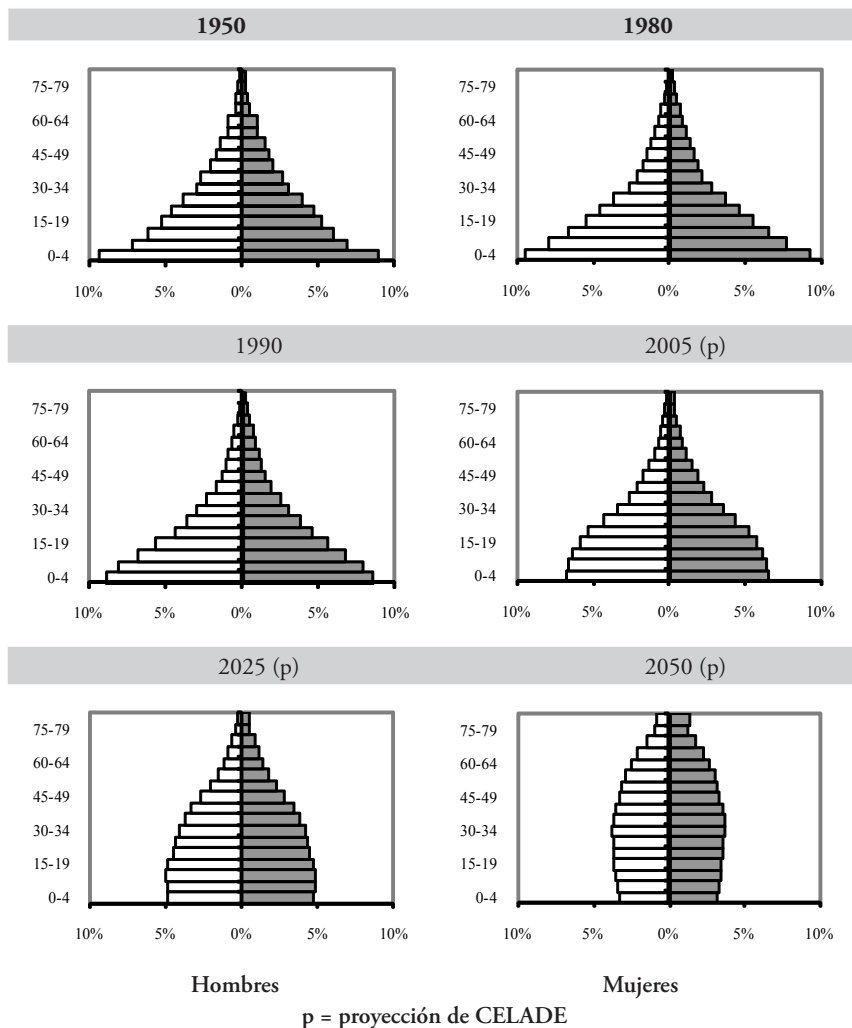 1950 1980
75-79 75-79
60-64 60-64
45-49 45-49
30-34 30-34
15-19 15-19
0-4 0-4
10% 5% 0% 5% 10% 10% 5% 0% 5% 10%
1990 2005 (p)
75-79 75-79
60-64 60-64
45-49 45-49
30-34 30-34
15-19 15-19
0-4 0-4
10% 5% 0% 5% 10% 10% 5% 0% 5% 10%
2025 (p) 2050 (p)
75-79 75-79
60-64 60-64
45-49 45-49
30-34 30-34
15-19 15-19
0-4 0-4
10% 5% 0% 5% 10% 10% 5% 0% 5% 10%
Hombres Mujeres
p = proyección de CELADE